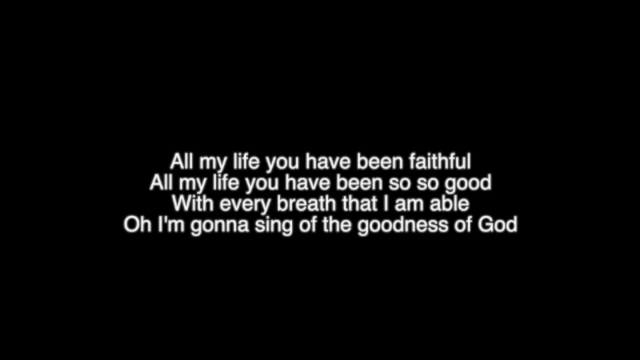 All my life you have been faithful
All my life you have been so so good
With every breath that I am able
Oh I'm gonna sing of the goodness of God